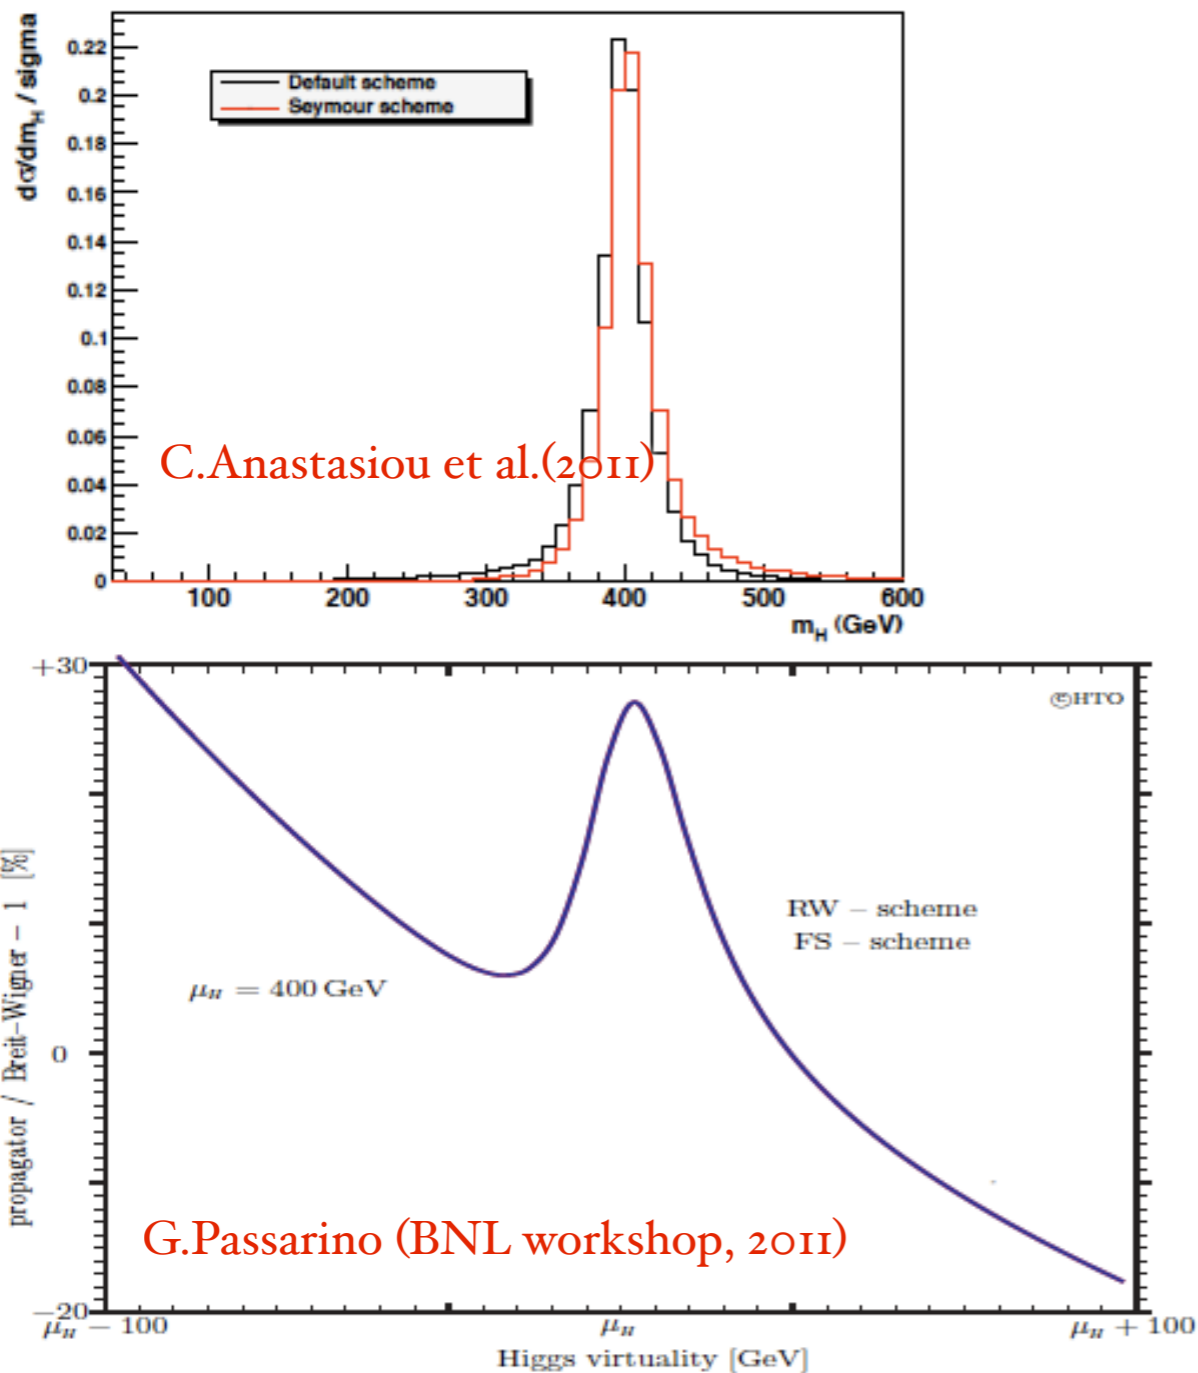 dσ/dm_H / sigma
0.22
0.2
0.18
0.16
0.14
0.12
0.1
0.08
0.06
0.04
0.02
0
Default scheme
Seymour scheme
C.Anastasiou et al.(2011)
100 200 300 400 500 600
m_H (GeV)
+30
©HTO
propagator / Breit–Wigner – 1 [%]
RW – scheme
FS – scheme
μ_H = 400 GeV
0
G.Passarino (BNL workshop, 2011)
–20
μ_H – 100 μ_H μ_H + 100
Higgs virtuality [GeV]